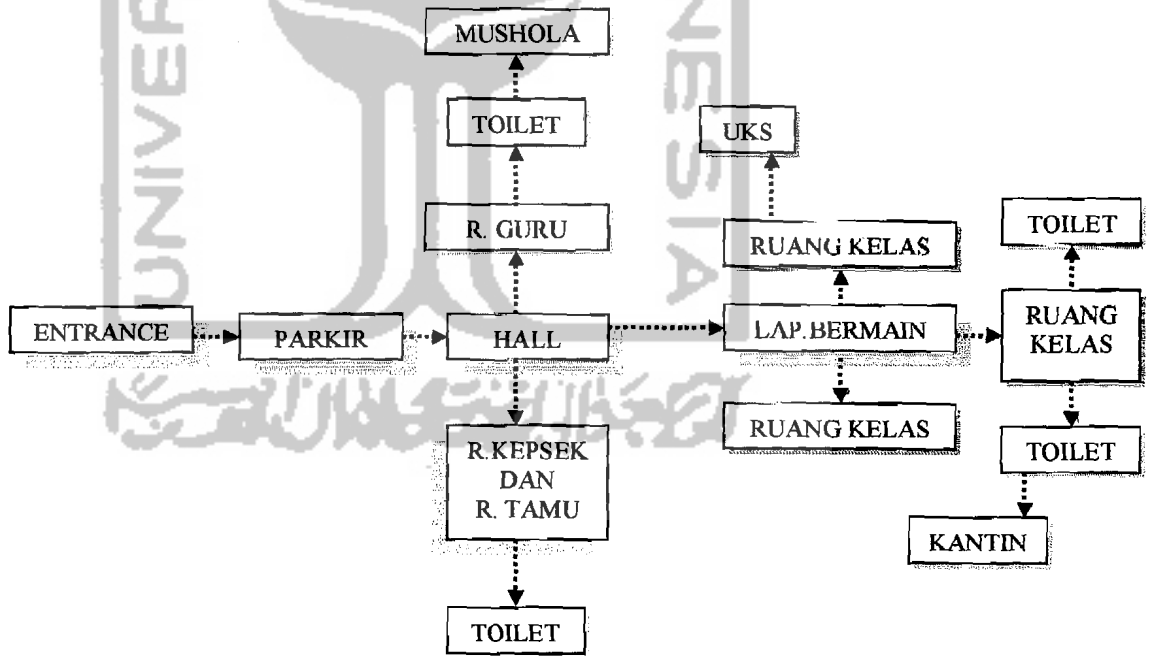 MUSHOLA
TOILET
UKS
R. GURU
RUANG KELAS
TOILET
ENTRANCE
PARKIR
HALL
LAP.BERMAIN
RUANG
KELAS
R.KEPSEK
DAN
R. TAMU
RUANG KELAS
TOILET
KANTIN
TOILET